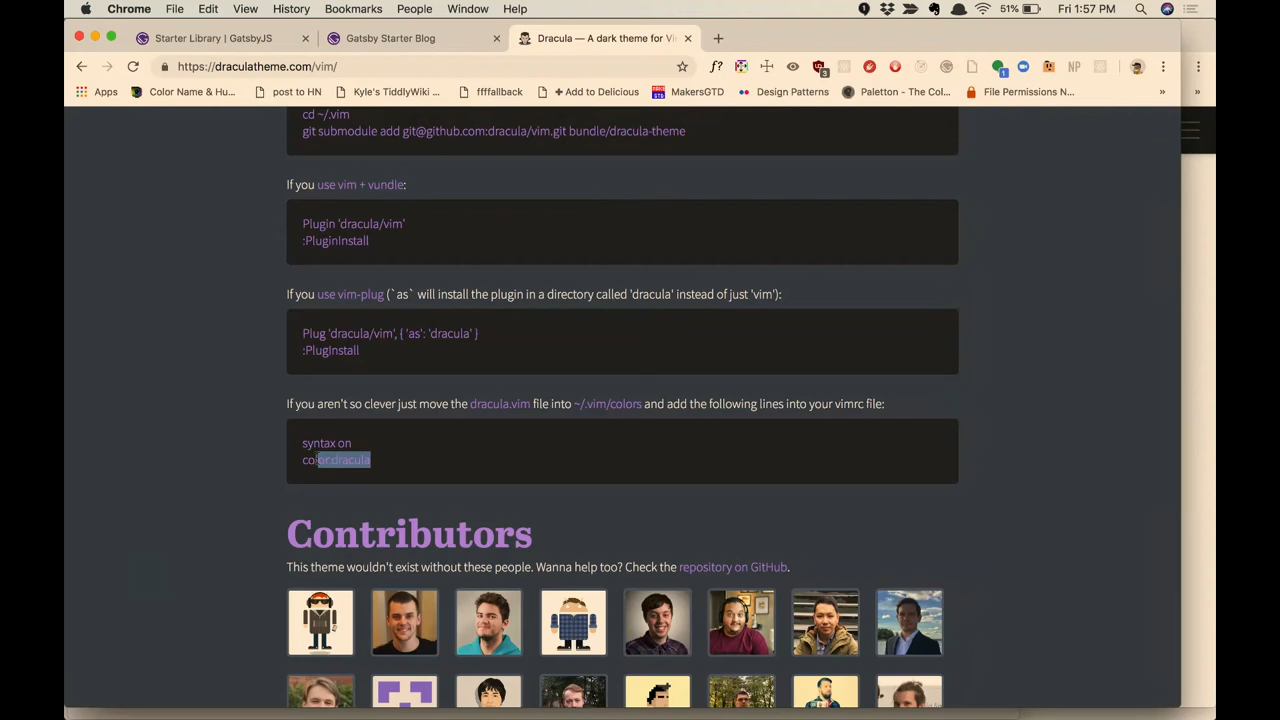 Chrome File Edit View History Bookmarks People Window Help 51% Fri 1:57 PM
Starter Library | GatsbyJS Gatsby Starter Blog Dracula — A dark theme for Vi
https://draculatheme.com/vim/ f? 3 1 NP
Apps Color Name & Hu... post to HN Kyle's TiddlyWiki ... ffffallback + Add to Delicious MakersGTD Design Patterns Paletton - The Col... File Permissions N... » »
cd ~/.vim
git submodule add git@github.com:dracula/vim.git bundle/dracula-theme
If you use vim + vundle:
Plugin 'dracula/vim'
:PluginInstall
If you use vim-plug (`as` will install the plugin in a directory called 'dracula' instead of just 'vim'):
Plug 'dracula/vim', { 'as': 'dracula' }
:PlugInstall
If you aren't so clever just move the dracula.vim file into ~/.vim/colors and add the following lines into your vimrc file:
syntax on
color dracula
Contributors
This theme wouldn't exist without these people. Wanna help too? Check the repository on GitHub.